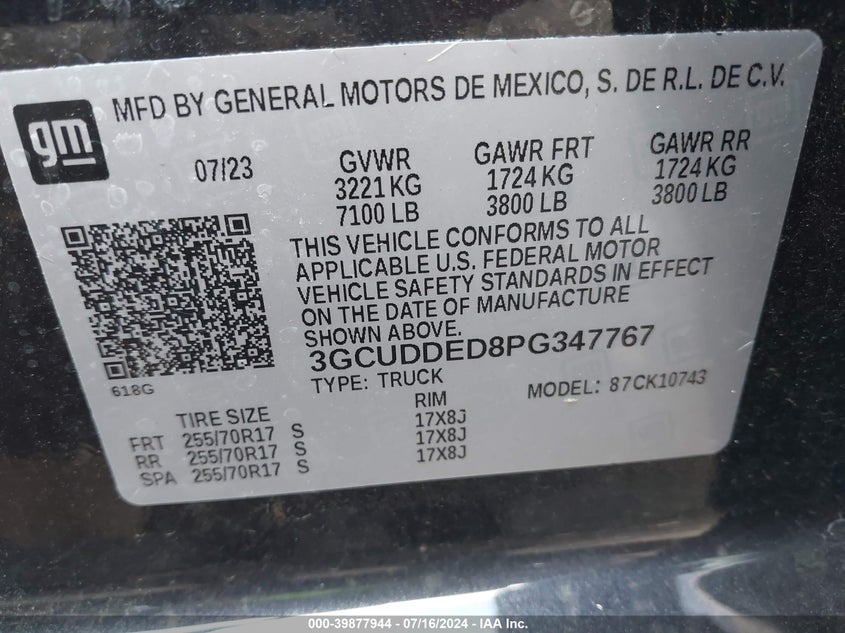 MFD BY GENERAL MOTORS DE MEXICO, S. DE R.L. DE C.V.
gm
07/23
GVWR
3221 KG
7100 LB
GAWR FRT
1724 KG
3800 LB
GAWR RR
1724 KG
3800 LB
THIS VEHICLE CONFORMS TO ALL
APPLICABLE U.S. FEDERAL MOTOR
VEHICLE SAFETY STANDARDS IN EFFECT
ON THE DATE OF MANUFACTURE
SHOWN ABOVE.
3GCUDDED8PG347767
618G
TYPE: TRUCK
MODEL: 87CK10743
TIRE SIZE RIM
FRT 255/70R17 S 17X8J
RR 255/70R17 S 17X8J
SPA 255/70R17 S 17X8J
000-39877944 - 07/16/2024 - IAA Inc.